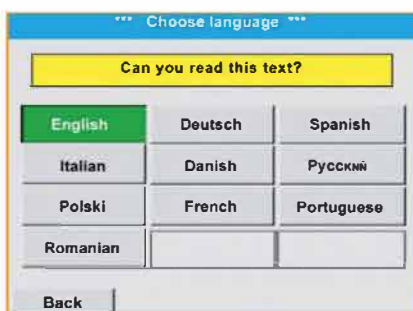 *** Choose language ***
Can you read this text?
English Deutsch Spanish
Italian Danish Русский
Polski French Portuguese
Romanian
Back